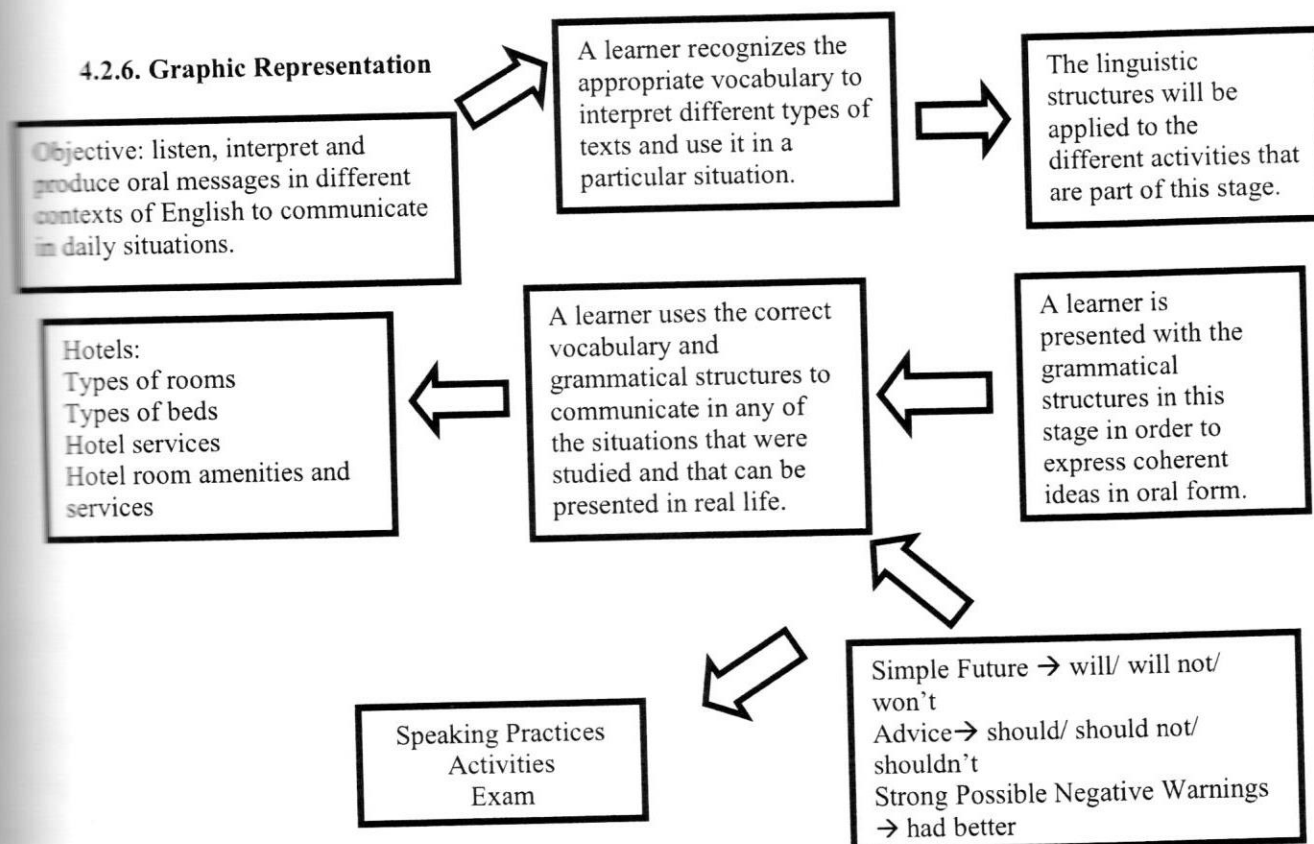 4.2.6. Graphic Representation
Objective: listen, interpret and
produce oral messages in different
contexts of English to communicate
in daily situations.
A learner recognizes the
appropriate vocabulary to
interpret different types of
texts and use it in a
particular situation.
The linguistic
structures will be
applied to the
different activities that
are part of this stage.
A learner is
presented with the
grammatical
structures in this
stage in order to
express coherent
ideas in oral form.
A learner uses the correct
vocabulary and
grammatical structures to
communicate in any of
the situations that were
studied and that can be
presented in real life.
Hotels:
Types of rooms
Types of beds
Hotel services
Hotel room amenities and
services
Simple Future → will/ will not/
won’t
Advice→ should/ should not/
shouldn’t
Strong Possible Negative Warnings
→ had better
Speaking Practices
Activities
Exam